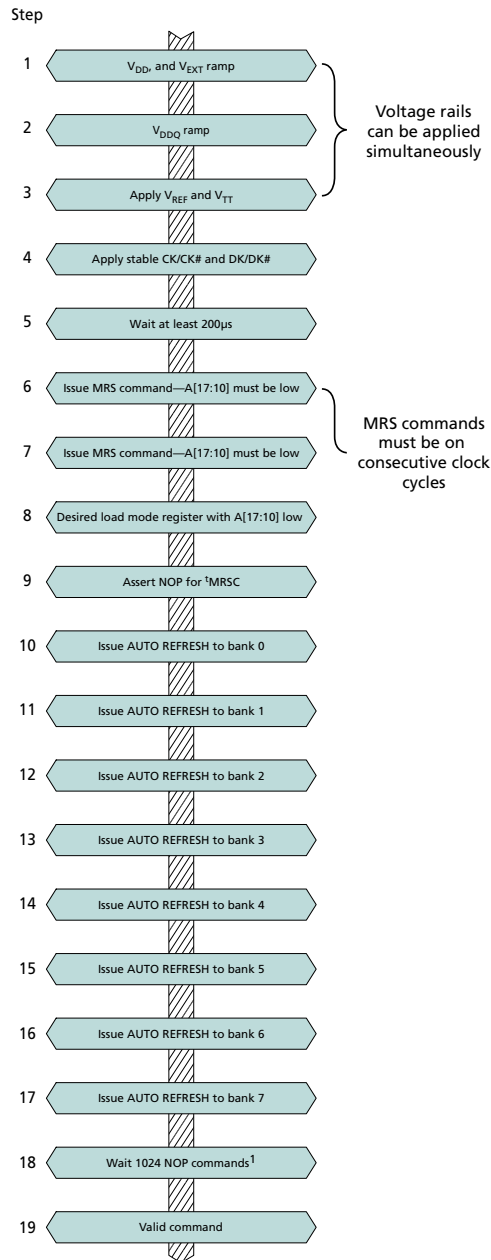 Step
1 V_DD, and V_EXT ramp
2 V_DDQ ramp
3 Apply V_REF and V_TT
Voltage rails
can be applied
simultaneously
4 Apply stable CK/CK# and DK/DK#
5 Wait at least 200µs
6 Issue MRS command—A[17:10] must be low
7 Issue MRS command—A[17:10] must be low
MRS commands
must be on
consecutive clock
cycles
8 Desired load mode register with A[17:10] low
9 Assert NOP for ᵗMRSC
10 Issue AUTO REFRESH to bank 0
11 Issue AUTO REFRESH to bank 1
12 Issue AUTO REFRESH to bank 2
13 Issue AUTO REFRESH to bank 3
14 Issue AUTO REFRESH to bank 4
15 Issue AUTO REFRESH to bank 5
16 Issue AUTO REFRESH to bank 6
17 Issue AUTO REFRESH to bank 7
18 Wait 1024 NOP commands¹
19 Valid command